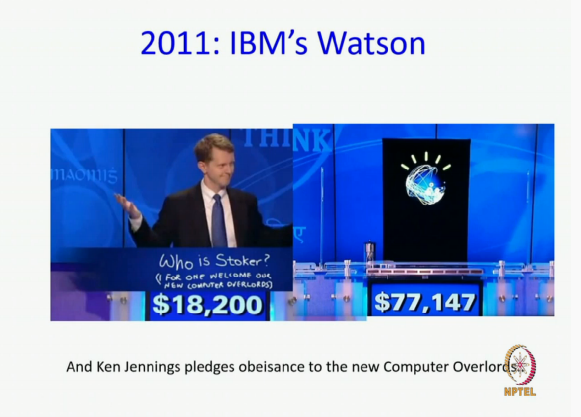 2011: IBM's Watson
THINK
Who is Stoker?
(I FOR ONE WELCOME OUR
NEW COMPUTER OVERLORDS)
$18,200
$77,147
And Ken Jennings pledges obeisance to the new Computer Overlords..
NPTEL